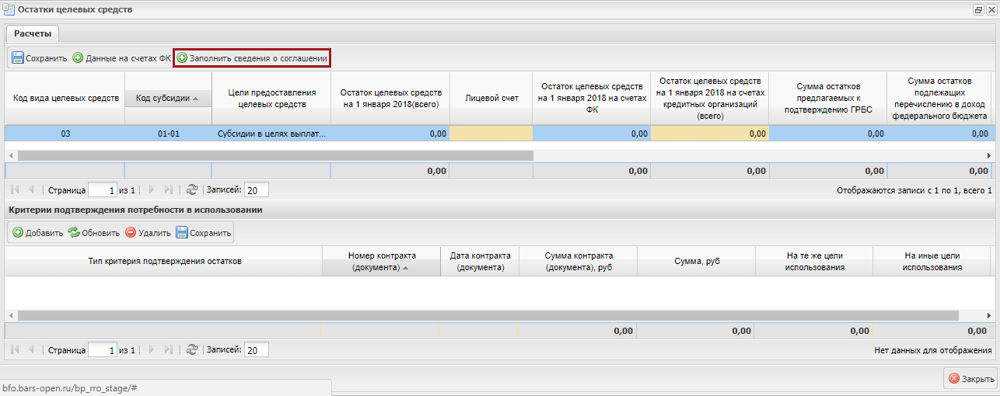 Остатки целевых средств
Расчеты
Сохранить Данные на счетах ФК Заполнить сведения о соглашении
Код вида целевых средств
Код субсидии
Цели предоставления
целевых средств
Остаток целевых средств
на 1 января 2018(всего)
Лицевой счет
Остаток целевых средств
на 1 января 2018 на счетах
ФК
Остаток целевых средств
на 1 января 2018 на счетах
кредитных организаций
(всего)
Сумма остатков
предлагаемых к
подтверждению ГРБС
Сумма остатков
подлежащих
перечислению в доход
федерального бюджета
03 01-01 Субсидии в целях выплат... 0,00 0,00 0,00 0,00 0,00
0,00 0,00 0,00 0,00 0,00
Страница 1 из 1 Записей: 20 Отображаются записи с 1 по 1, всего 1
Критерии подтверждения потребности в использовании
Добавить Обновить Удалить Сохранить
Тип критерия подтверждения остатков
Номер контракта
(документа)
Дата контракта
(документа)
Сумма контракта
(документа), руб
Сумма, руб
На те же цели
использования
На иные цели
использования
0,00 0,00 0,00 0,00
Страница 1 из 1 Записей: 20 Нет данных для отображения
Закрыть
bfo.bars-open.ru/bp_rro_stage/#